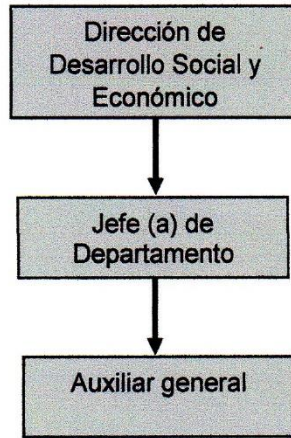 Dirección de
Desarrollo Social y
Económico
Jefe (a) de
Departamento
Auxiliar general